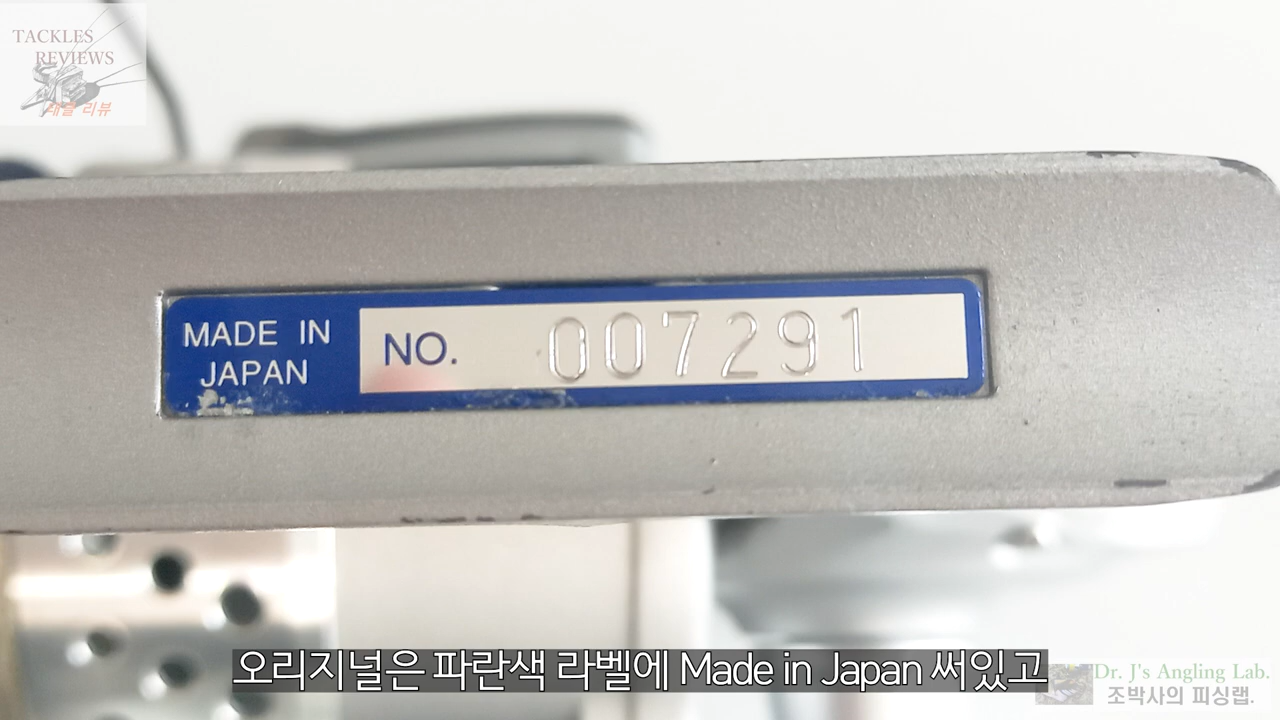 TACKLES
REVIEWS
태클 리뷰
MADE IN
JAPAN
NO. 007291
오리지널은 파란색 라벨에 Made in Japan 써있고
Dr. J's Angling Lab.
조박사의 피싱랩.